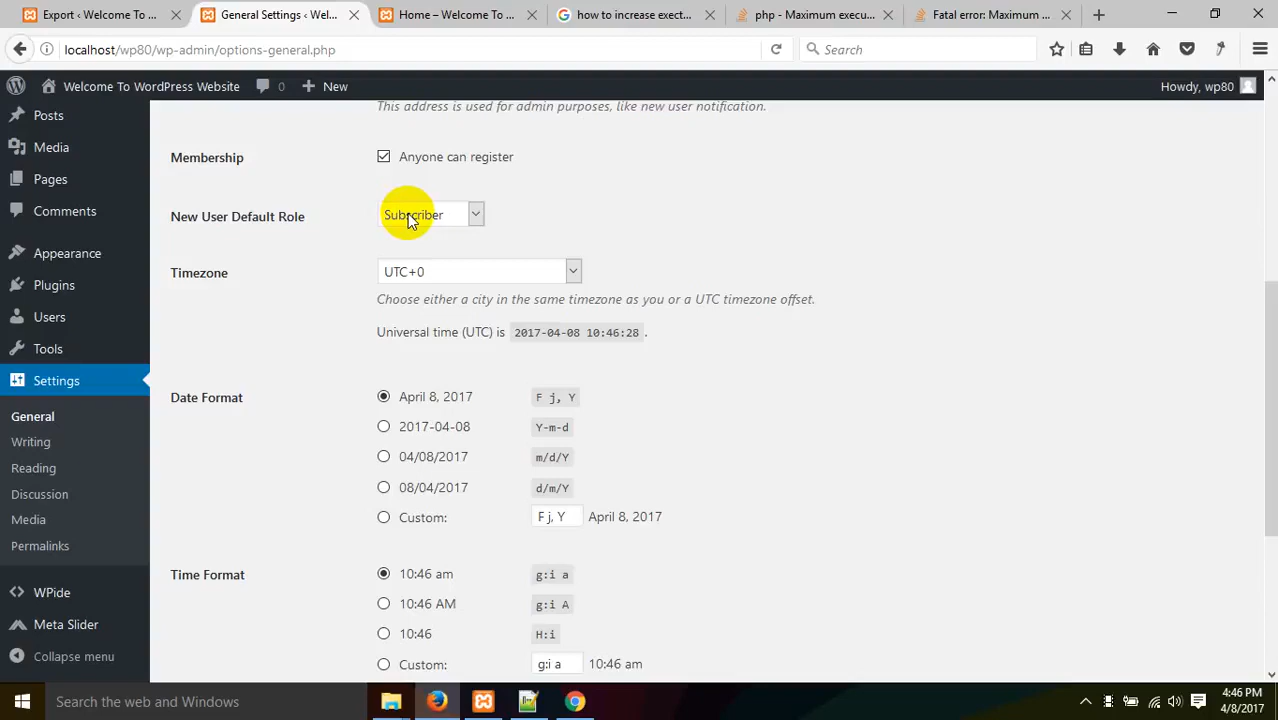 Export ‹ Welcome To W...
General Settings ‹ Wel...
Home – Welcome To ...
how to increase exect...
php - Maximum execu...
Fatal error: Maximum ...
localhost/wp80/wp-admin/options-general.php
Search
Welcome To WordPress Website
0
New
Howdy, wp80
Posts
Media
Pages
Comments
Appearance
Plugins
Users
Tools
Settings
General
Writing
Reading
Discussion
Media
Permalinks
WPide
Meta Slider
Collapse menu
This address is used for admin purposes, like new user notification.
Membership
Anyone can register
New User Default Role
Subscriber
Timezone
UTC+0
Choose either a city in the same timezone as you or a UTC timezone offset.
Universal time (UTC) is 2017-04-08 10:46:28 .
Date Format
April 8, 2017 F j, Y
2017-04-08 Y-m-d
04/08/2017 m/d/Y
08/04/2017 d/m/Y
Custom: F j, Y April 8, 2017
Time Format
10:46 am g:i a
10:46 AM g:i A
10:46 H:i
Custom: g:i a 10:46 am
Search the web and Windows
4:46 PM
4/8/2017